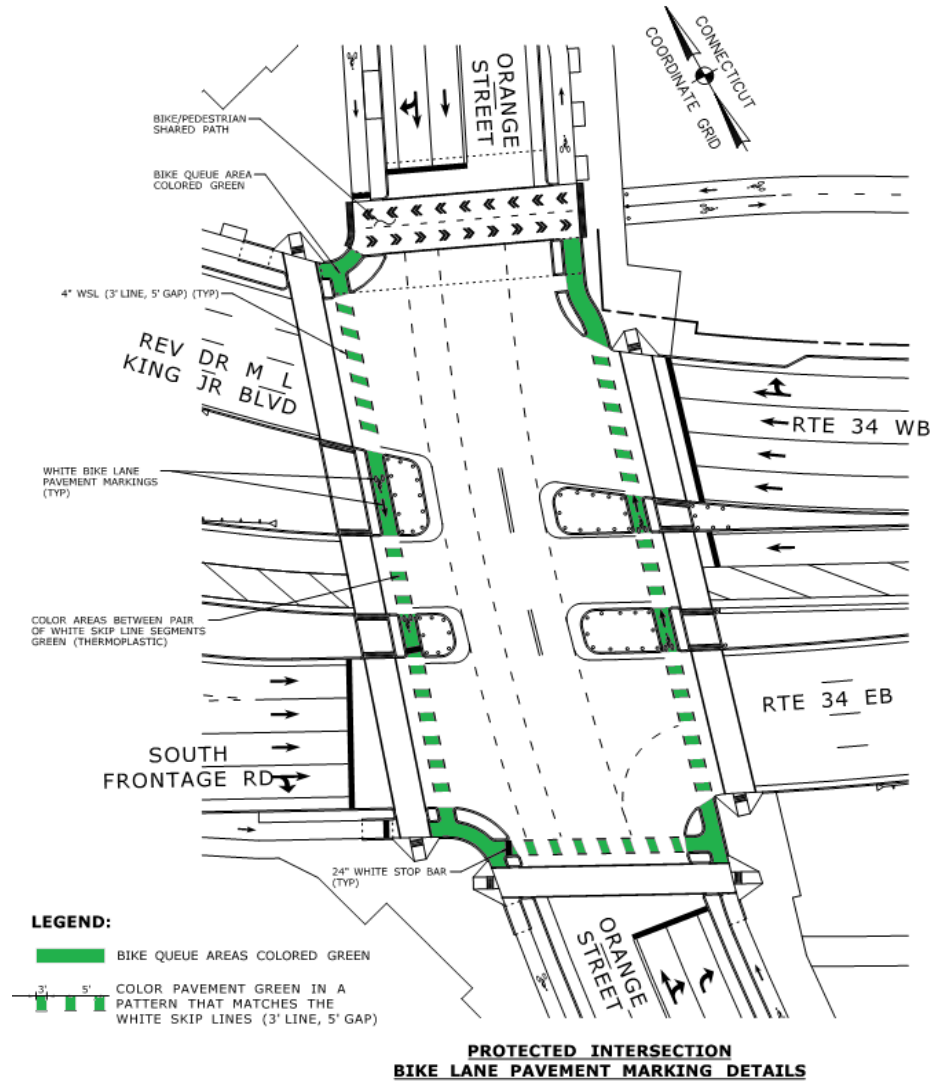 ORANGE
STREET
CONNECTICUT
COORDINATE GRID
BIKE/PEDESTRIAN
SHARED PATH
BIKE QUEUE AREA
COLORED GREEN
4" WSL (3' LINE, 5' GAP) (TYP)
REV DR M L
KING JR BLVD
RTE 34 WB
WHITE BIKE LANE
PAVEMENT MARKINGS
(TYP)
COLOR AREAS BETWEEN PAIR
OF WHITE SKIP LINE SEGMENTS
GREEN (THERMOPLASTIC)
RTE 34 EB
SOUTH
FRONTAGE RD
24" WHITE STOP BAR
(TYP)
ORANGE
STREET
LEGEND:
BIKE QUEUE AREAS COLORED GREEN
3' 5'
COLOR PAVEMENT GREEN IN A
PATTERN THAT MATCHES THE
WHITE SKIP LINES (3' LINE, 5' GAP)
PROTECTED INTERSECTION
BIKE LANE PAVEMENT MARKING DETAILS